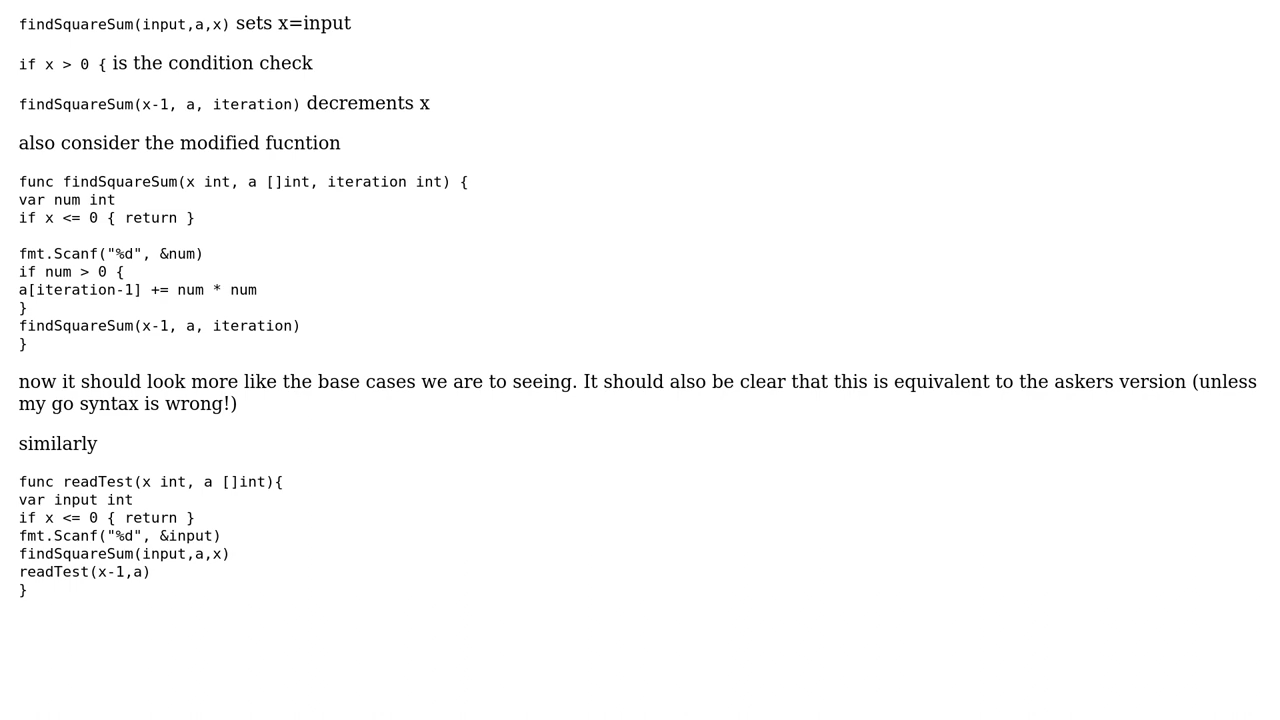 findSquareSum(input,a,x) sets x=input
if x > 0 { is the condition check
findSquareSum(x-1, a, iteration) decrements x
also consider the modified fucntion
func findSquareSum(x int, a []int, iteration int) {
var num int
if x <= 0 { return }
fmt.Scanf("%d", &num)
if num > 0 {
a[iteration-1] += num * num
}
findSquareSum(x-1, a, iteration)
}
now it should look more like the base cases we are to seeing. It should also be clear that this is equivalent to the askers version (unless
my go syntax is wrong!)
similarly
func readTest(x int, a []int){
var input int
if x <= 0 { return }
fmt.Scanf("%d", &input)
findSquareSum(input,a,x)
readTest(x-1,a)
}